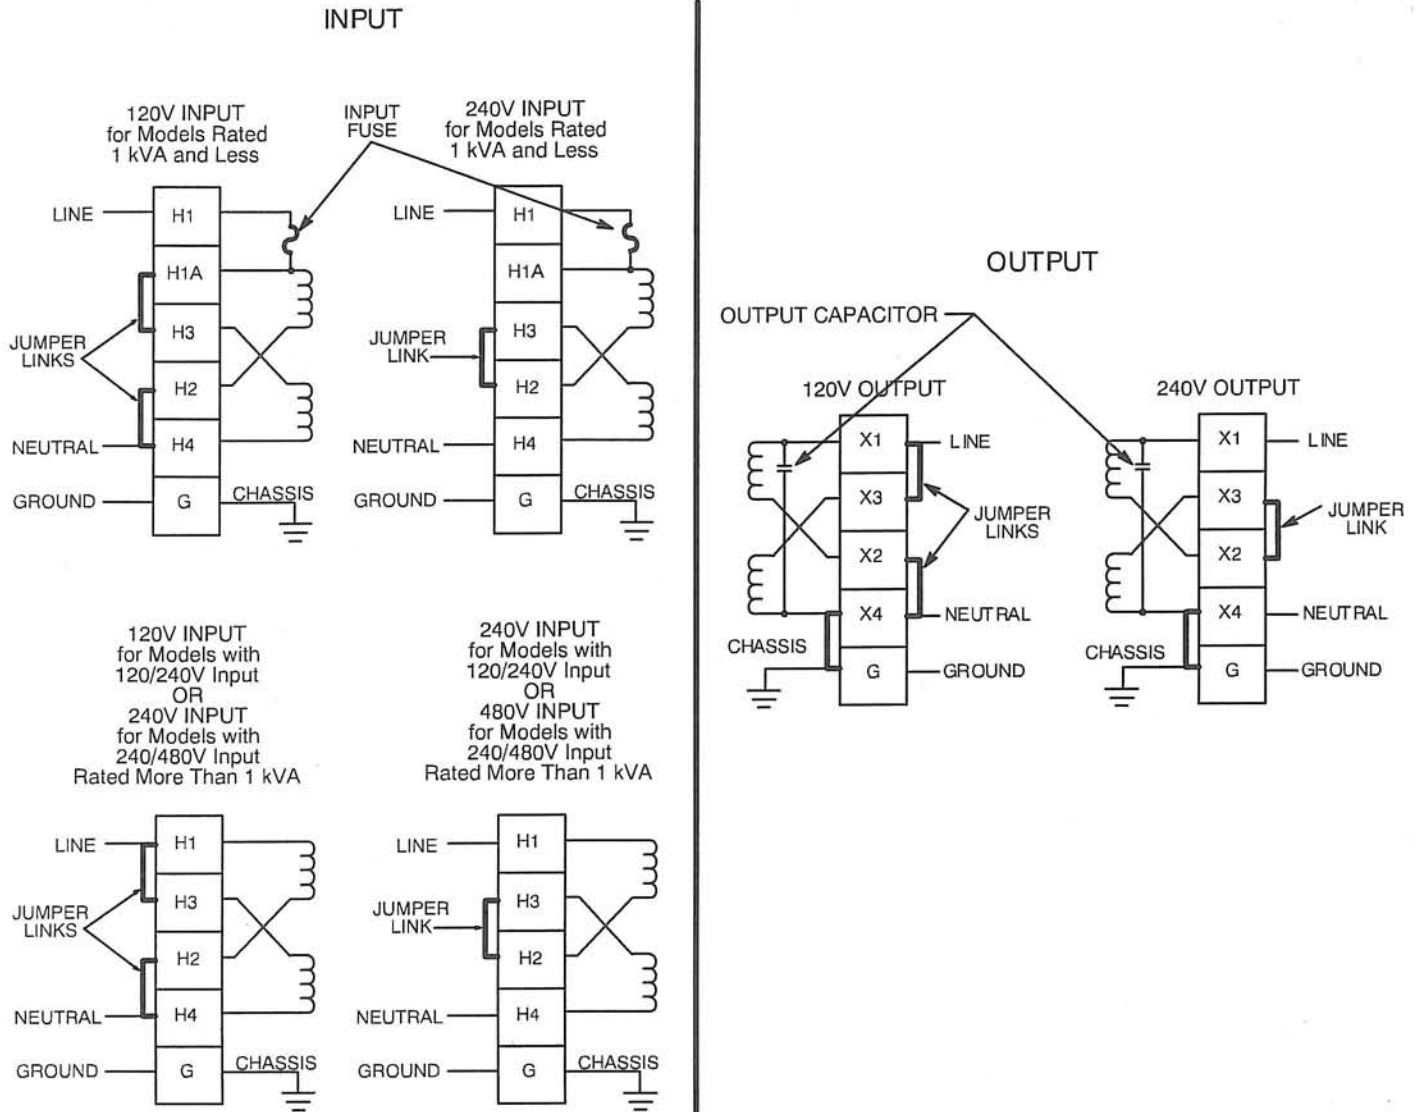 INPUT
120V INPUT
for Models Rated
1 kVA and Less
INPUT
FUSE
240V INPUT
for Models Rated
1 kVA and Less
LINE
H1
H1A
H3
H2
H4
G
JUMPER
LINKS
NEUTRAL
GROUND
CHASSIS
LINE
H1
H1A
H3
H2
H4
G
JUMPER
LINK
NEUTRAL
GROUND
CHASSIS
120V INPUT
for Models with
120/240V Input
OR
240V INPUT
for Models with
240/480V Input
Rated More Than 1 kVA
LINE
H1
H3
H2
H4
G
JUMPER
LINKS
NEUTRAL
GROUND
CHASSIS
240V INPUT
for Models with
120/240V Input
OR
480V INPUT
for Models with
240/480V Input
Rated More Than 1 kVA
LINE
H1
H3
H2
H4
G
JUMPER
LINK
NEUTRAL
GROUND
CHASSIS
OUTPUT
OUTPUT CAPACITOR
120V OUTPUT
X1
X3
X2
X4
G
LINE
JUMPER
LINKS
NEUTRAL
GROUND
CHASSIS
240V OUTPUT
X1
X3
X2
X4
G
LINE
JUMPER
LINK
NEUTRAL
GROUND
CHASSIS